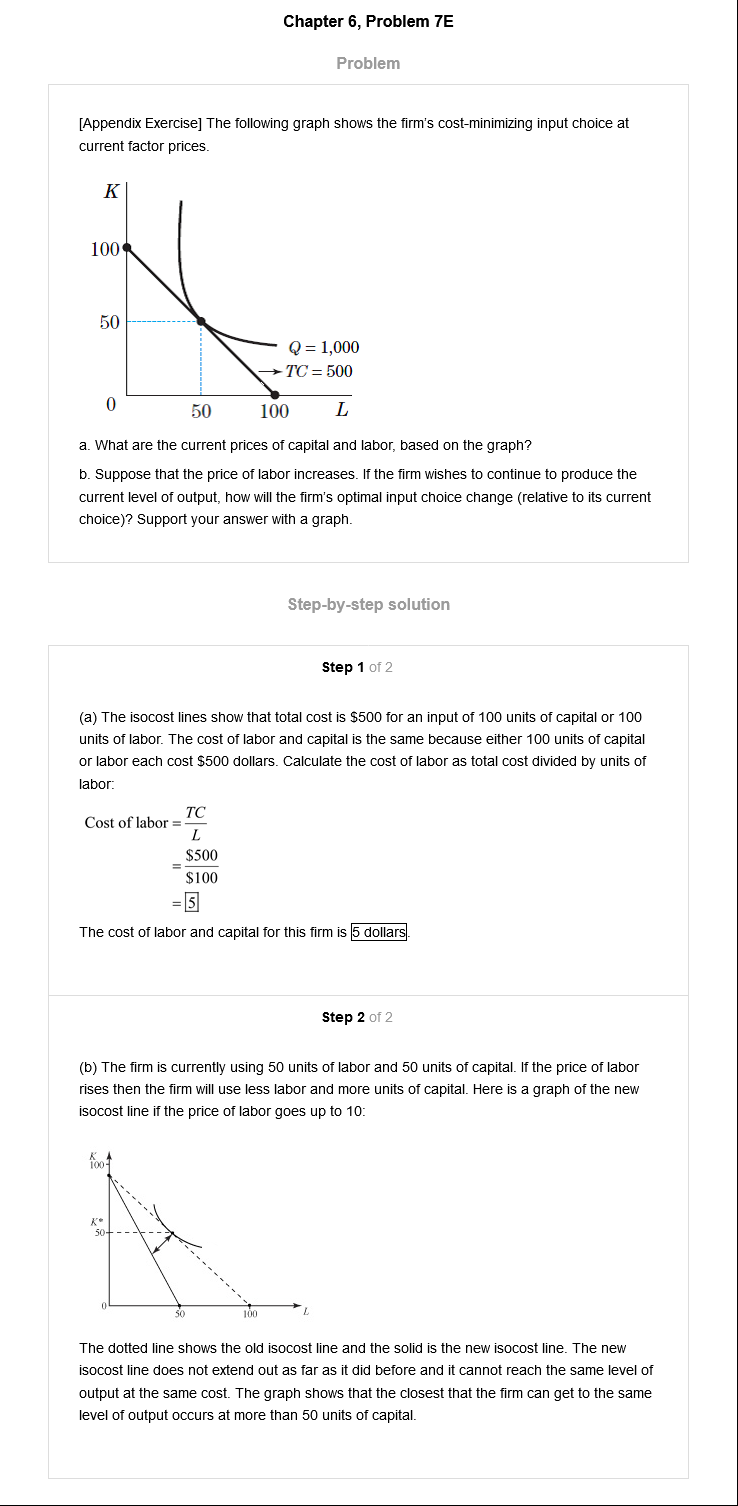 Chapter 6, Problem 7E
Problem
[Appendix Exercise] The following graph shows the firm's cost-minimizing input choice at
current factor prices.
K
100
50
Q = 1,000
TC = 500
0
50
100
L
a. What are the current prices of capital and labor, based on the graph?
b. Suppose that the price of labor increases. If the firm wishes to continue to produce the
current level of output, how will the firm's optimal input choice change (relative to its current
choice)? Support your answer with a graph.
Step-by-step solution
Step 1 of 2
(a) The isocost lines show that total cost is $500 for an input of 100 units of capital or 100
units of labor. The cost of labor and capital is the same because either 100 units of capital
or labor each cost $500 dollars. Calculate the cost of labor as total cost divided by units of
labor:
Cost of labor = TC
L
= $500
$100
= 5
The cost of labor and capital for this firm is 5 dollars.
Step 2 of 2
(b) The firm is currently using 50 units of labor and 50 units of capital. If the price of labor
rises then the firm will use less labor and more units of capital. Here is a graph of the new
isocost line if the price of labor goes up to 10:
K
100
K*
50
0
50
100
L
The dotted line shows the old isocost line and the solid is the new isocost line. The new
isocost line does not extend out as far as it did before and it cannot reach the same level of
output at the same cost. The graph shows that the closest that the firm can get to the same
level of output occurs at more than 50 units of capital.